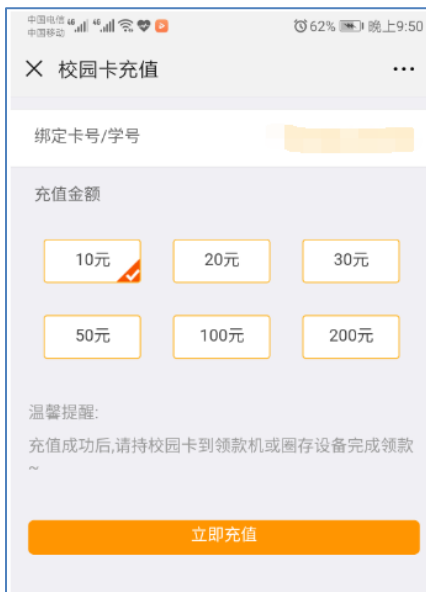 中国电信 46 46 62% 晚上9:50
中国移动
校园卡充值
绑定卡号/学号
充值金额
10元 20元 30元
50元 100元 200元
温馨提醒:
充值成功后,请持校园卡到领款机或圈存设备完成领款
~
立即充值